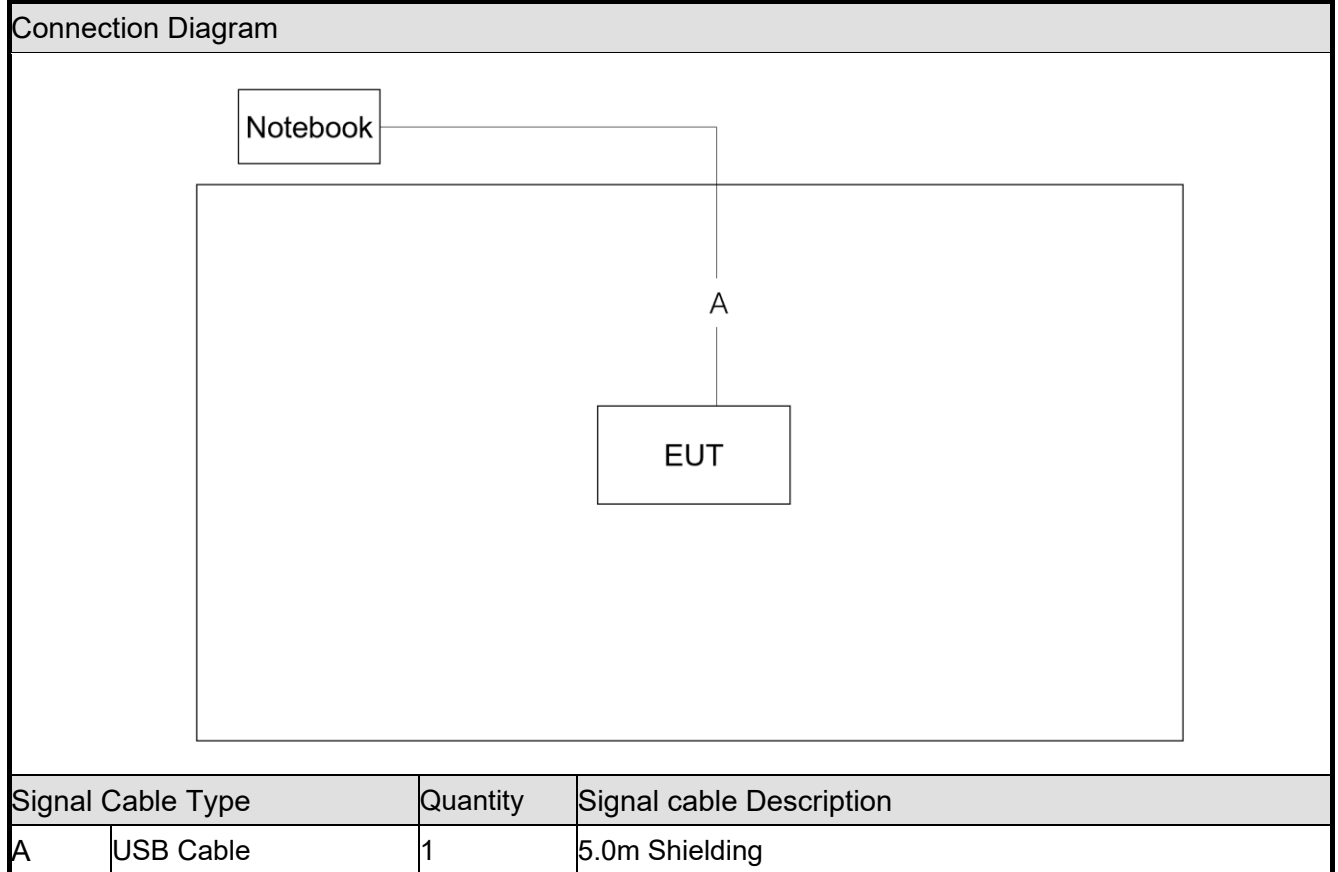 Connection Diagram
Notebook
A
EUT
Signal Cable Type Quantity Signal cable Description
A USB Cable 1 5.0m Shielding